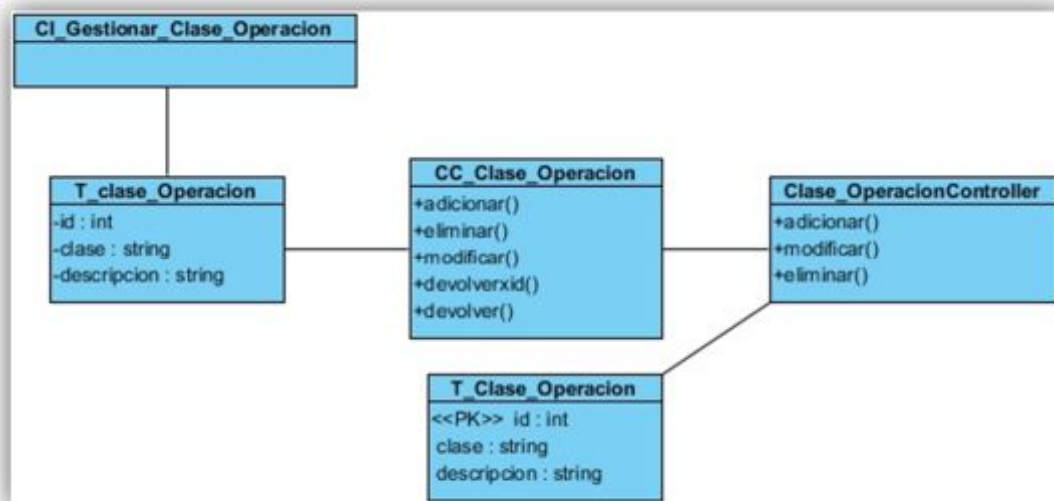 CI_Gestionar_Clase_Operacion
T_clase_Operacion
-id : int
-clase : string
-descripcion : string
CC_Clase_Operacion
+adicionar()
+eliminar()
+modificar()
+devolverxid()
+devolver()
Clase_OperacionController
+adicionar()
+modificar()
+eliminar()
T_Clase_Operacion
<<PK>> id : int
clase : string
descripcion : string